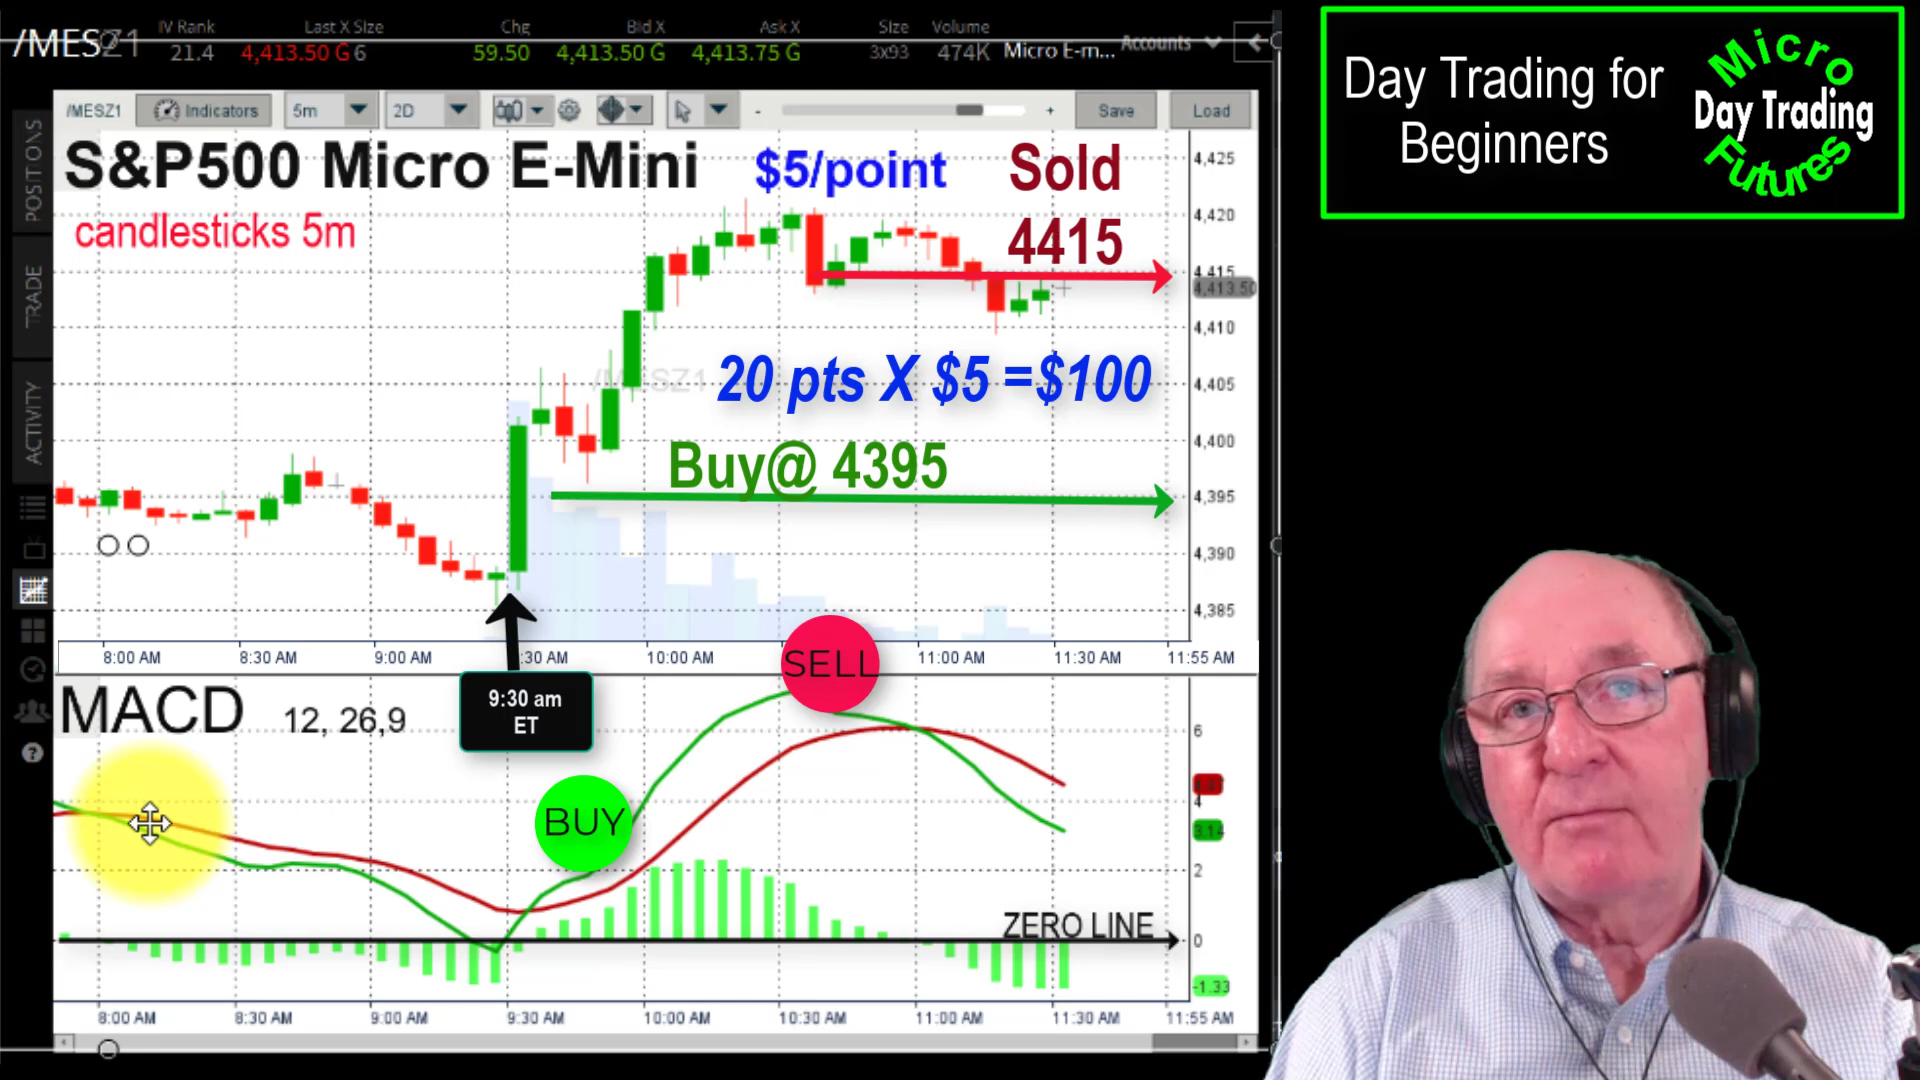 /MESZ1
IV Rank
21.4
Last X Size
4,413.50 G 6
Chg
59.50
Bid X
4,413.50 G
Ask X
4,413.75 G
Size
3x93
Volume
474K
Micro E-m...
Accounts
Day Trading for
Beginners
Micro
Day Trading
Futures
/MESZ1
Indicators
5m
2D
-
+
Save
Load
POSITIONS
TRADE
ACTIVITY
S&P500 Micro E-Mini
$5/point
Sold
4415
candlesticks 5m
4,425
4,420
4,415
4,413.50
4,410
4,405
4,400
4,395
4,390
4,385
/MESZ1
20 pts X $5 =$100
Buy@ 4395
8:00 AM
8:30 AM
9:00 AM
:30 AM
10:00 AM
11:00 AM
11:30 AM
11:55 AM
SELL
MACD
12, 26,9
9:30 am
ET
BUY
ZERO LINE
6
4
3.14
2
0
-1.33
8:00 AM
8:30 AM
9:00 AM
9:30 AM
10:00 AM
10:30 AM
11:00 AM
11:30 AM
11:55 AM